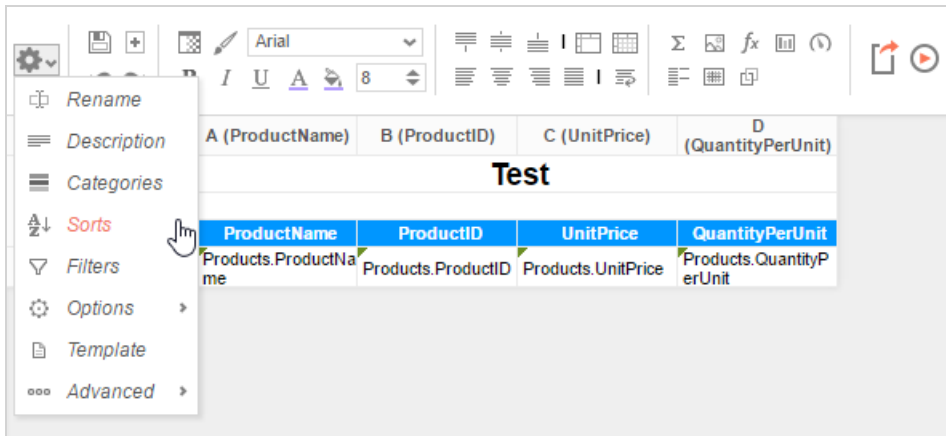 Arial
Σ
fx
B I U A 8
Rename
Description
Categories
Sorts
Filters
Options
Template
Advanced
A (ProductName) B (ProductID) C (UnitPrice) D
(QuantityPerUnit)
Test
ProductName ProductID UnitPrice QuantityPerUnit
Products.ProductNa Products.ProductID Products.UnitPrice Products.QuantityP
me erUnit